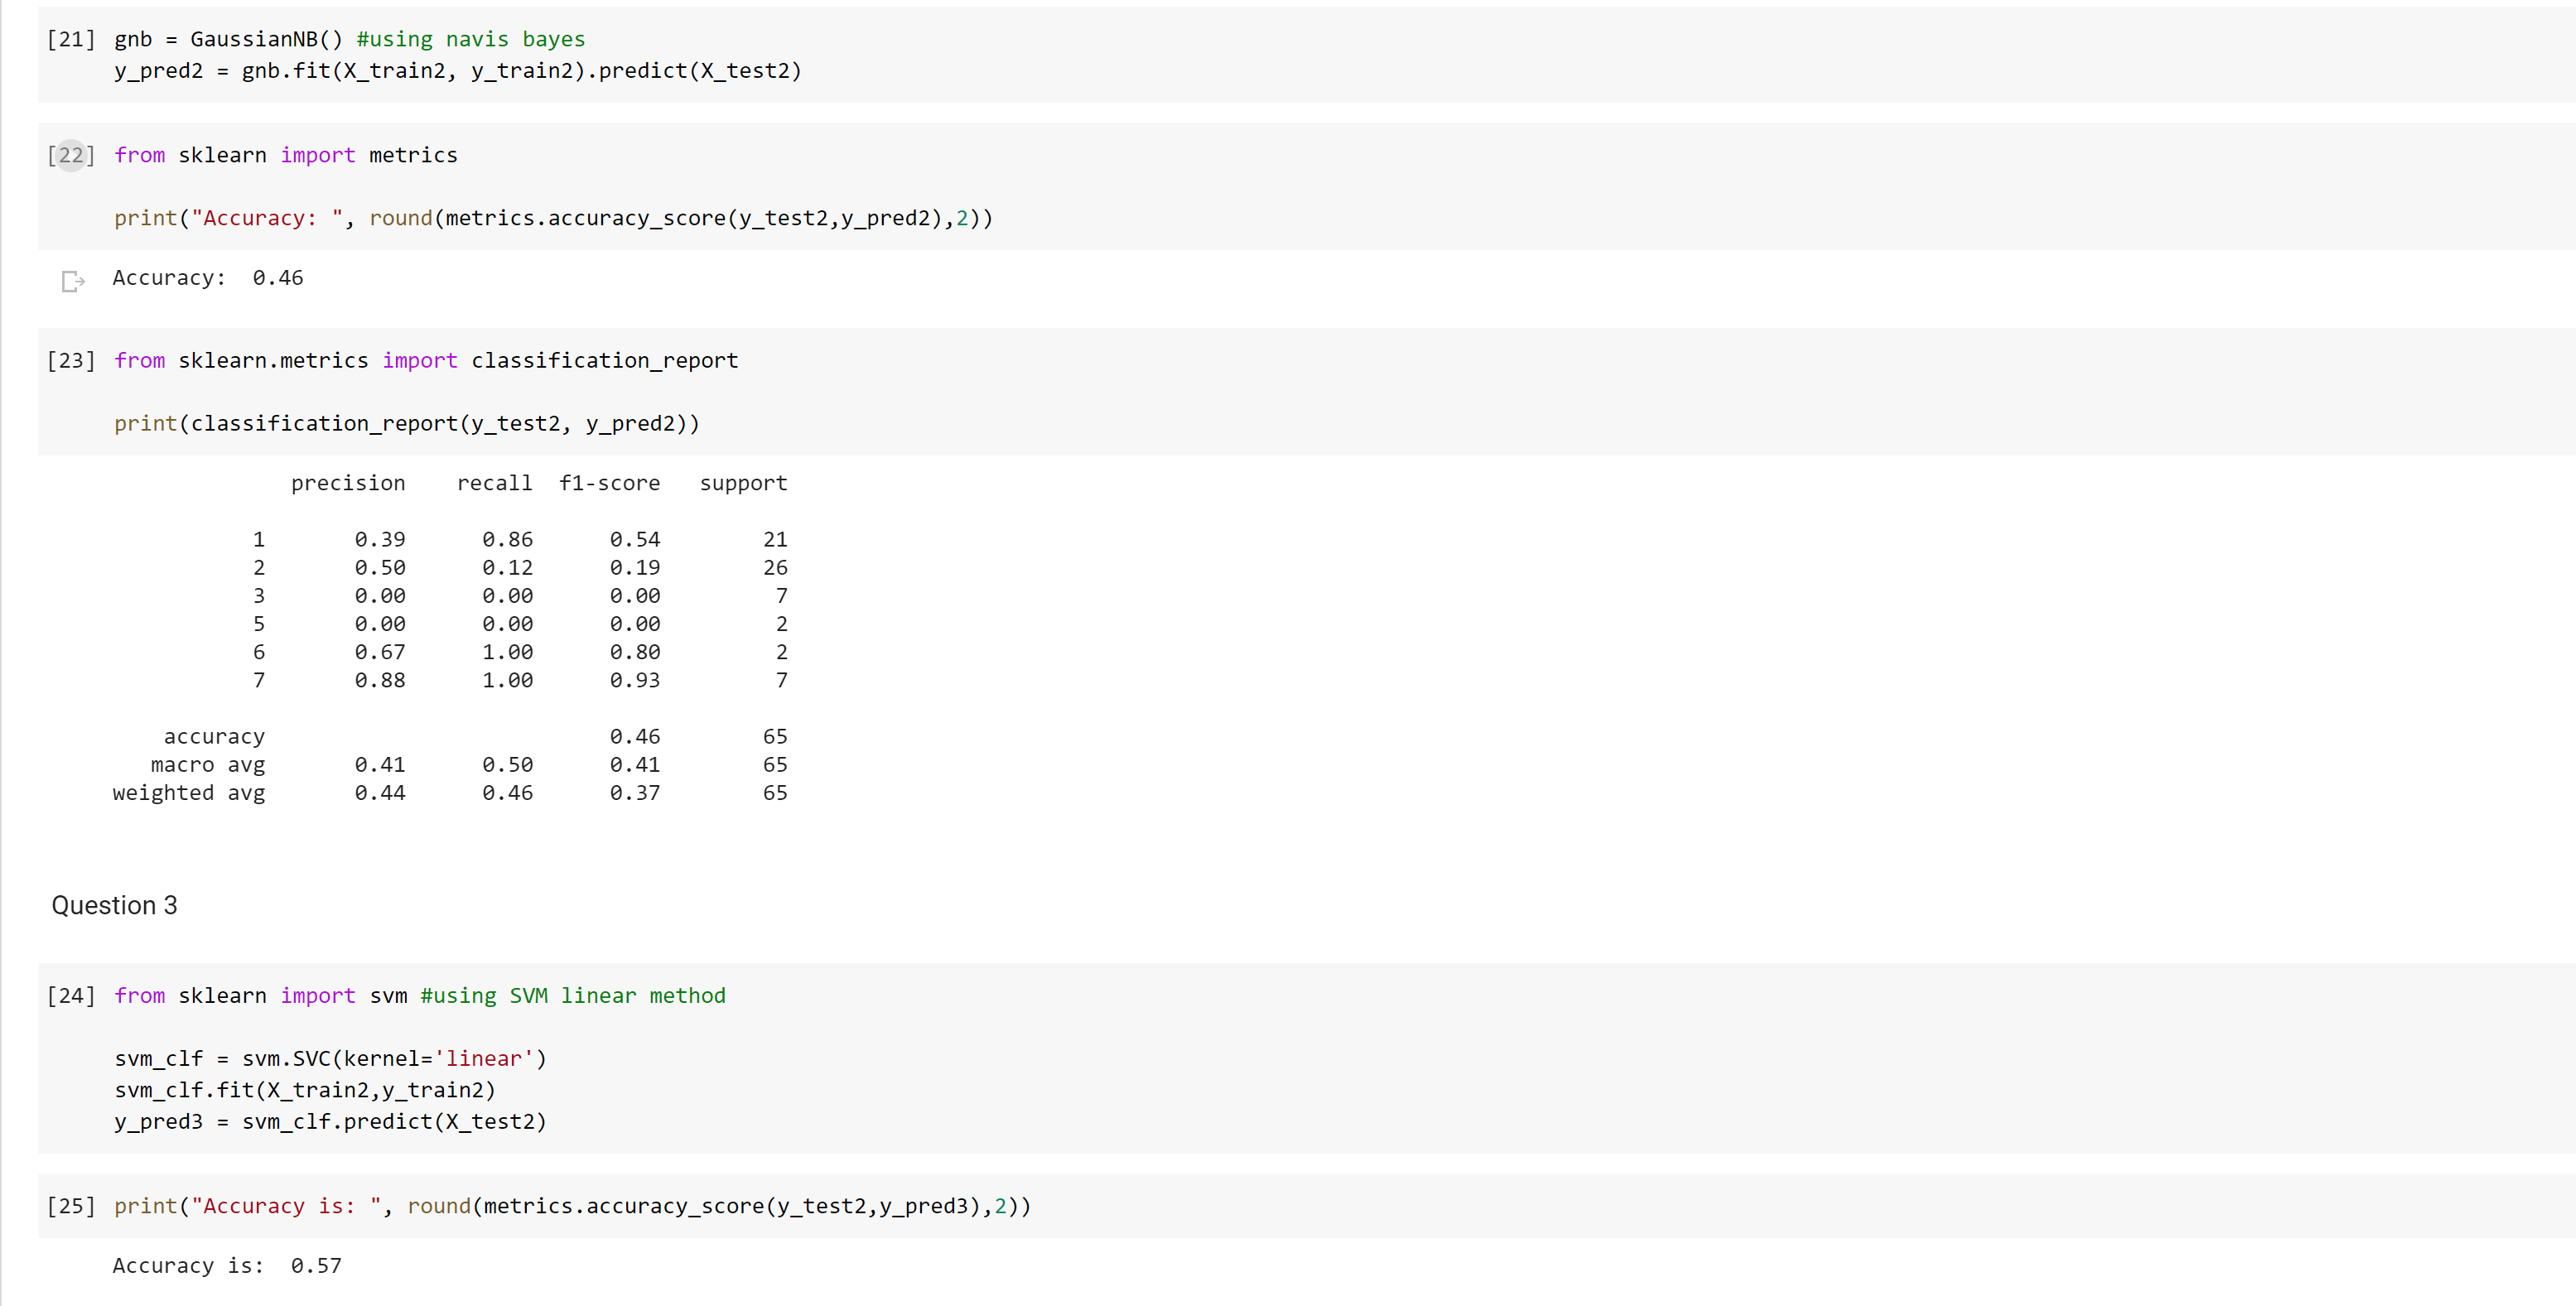 [21] gnb = GaussianNB() #using navis bayes
y_pred2 = gnb.fit(X_train2, y_train2).predict(X_test2)
[22] from sklearn import metrics
print("Accuracy: ", round(metrics.accuracy_score(y_test2,y_pred2),2))
Accuracy:  0.46
[23] from sklearn.metrics import classification_report
print(classification_report(y_test2, y_pred2))
precision    recall  f1-score   support
1       0.39      0.86      0.54        21
2       0.50      0.12      0.19        26
3       0.00      0.00      0.00         7
5       0.00      0.00      0.00         2
6       0.67      1.00      0.80         2
7       0.88      1.00      0.93         7
accuracy                           0.46        65
macro avg       0.41      0.50      0.41        65
weighted avg       0.44      0.46      0.37        65
Question 3
[24] from sklearn import svm #using SVM linear method
svm_clf = svm.SVC(kernel='linear')
svm_clf.fit(X_train2,y_train2)
y_pred3 = svm_clf.predict(X_test2)
[25] print("Accuracy is: ", round(metrics.accuracy_score(y_test2,y_pred3),2))
Accuracy is:  0.57